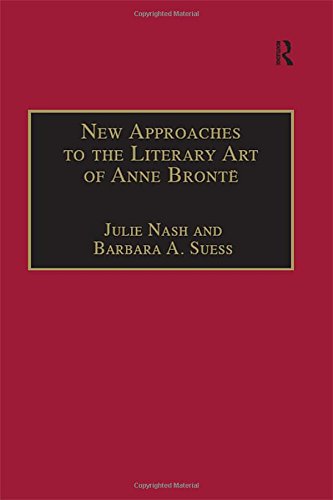 R
New Approaches
to the Literary Art
of Anne Brontë
Julie Nash and
Barbara A. Suess